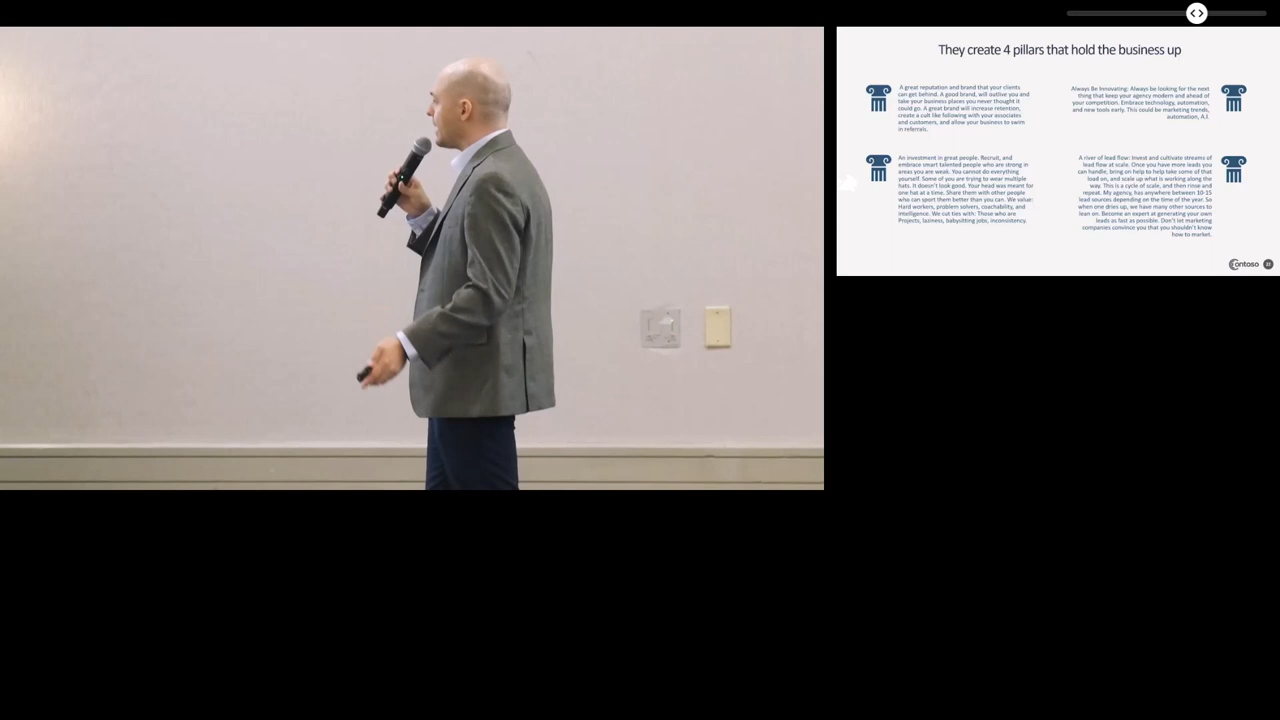 They create 4 pillars that hold the business up
A great reputation and brand that your clients
can get behind. A good brand, will outlive you and
take your business places you never thought it
could go. A great brand will increase retention,
create a cult like following with your associates
and customers, and allow your business to swim
in referrals.
Always Be Innovating: Always be looking for the next
thing that keep your agency modern and ahead of
your competition. Embrace technology, automation,
and new tools early. This could be marketing trends,
automation, A.I.
An investment in great people. Recruit, and
embrace smart talented people who are strong in
areas you are weak. You cannot do everything
yourself. Some of you are trying to wear multiple
hats. It doesn't look good. Your head was meant for
one hat at a time. Share them with other people
who can sport them better than you can. We value:
Hard workers, problem solvers, coachability, and
intelligence. We cut ties with: Those who are
Projects, laziness, babysitting jobs, inconsistency.
A river of lead flow: Invest and cultivate streams of
lead flow at scale. Once you have more leads you
can handle, bring on help to help take some of that
load on, and scale up what is working along the
way. This is a cycle of scale, and then rinse and
repeat. My agency, has anywhere between 10-15
lead sources depending on the time of the year. So
when one dries up, we have many other sources to
lean on. Become an expert at generating your own
leads as fast as possible. Don't let marketing
companies convince you that you shouldn't know
how to market.
Contoso 22